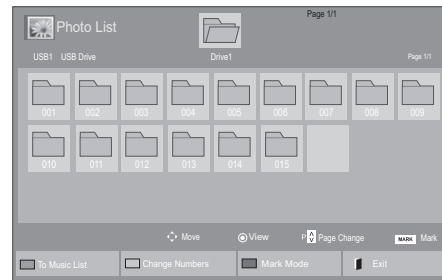 Page 1/1
Photo List
USB1 USB Drive Drive1 Page 1/1
001 002 003 004 005 006 007 008 009
010 011 012 013 014 015
Move View P Page Change MARK Mark
To Music List Change Numbers Mark Mode Exit